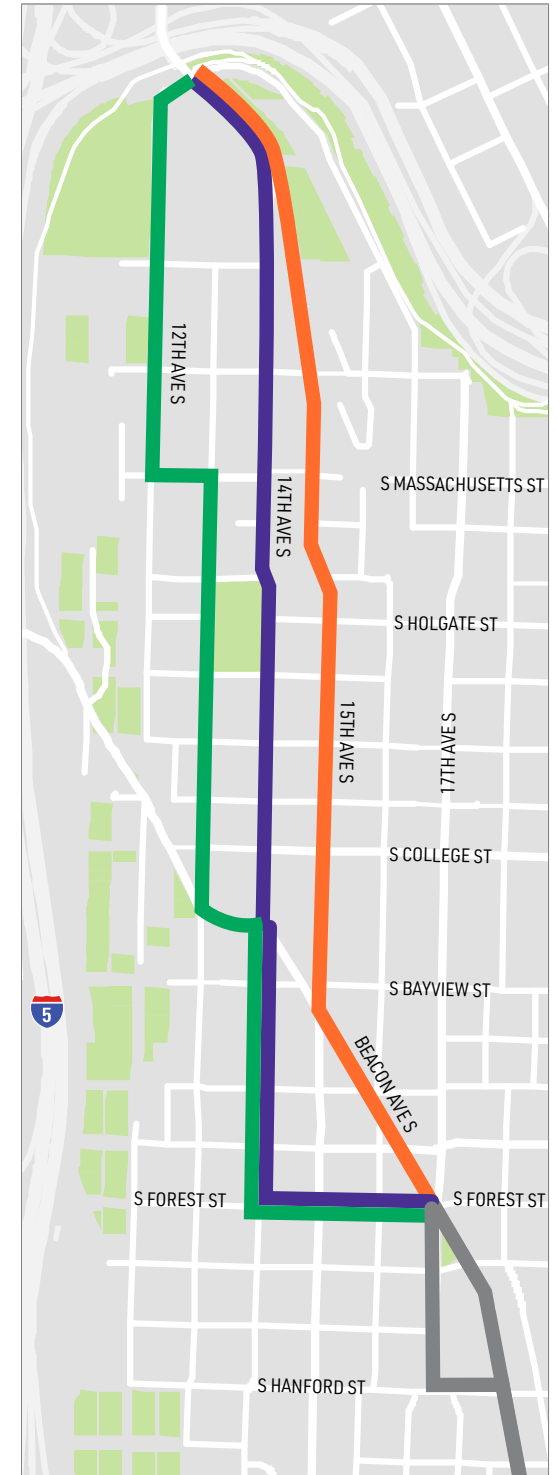 12TH AVE S
S MASSACHUSETTS ST
14TH AVE S
S HOLGATE ST
15TH AVE S
17TH AVE S
S COLLEGE ST
S BAYVIEW ST
5
BEACON AVE S
S FOREST ST
S FOREST ST
S HANFORD ST